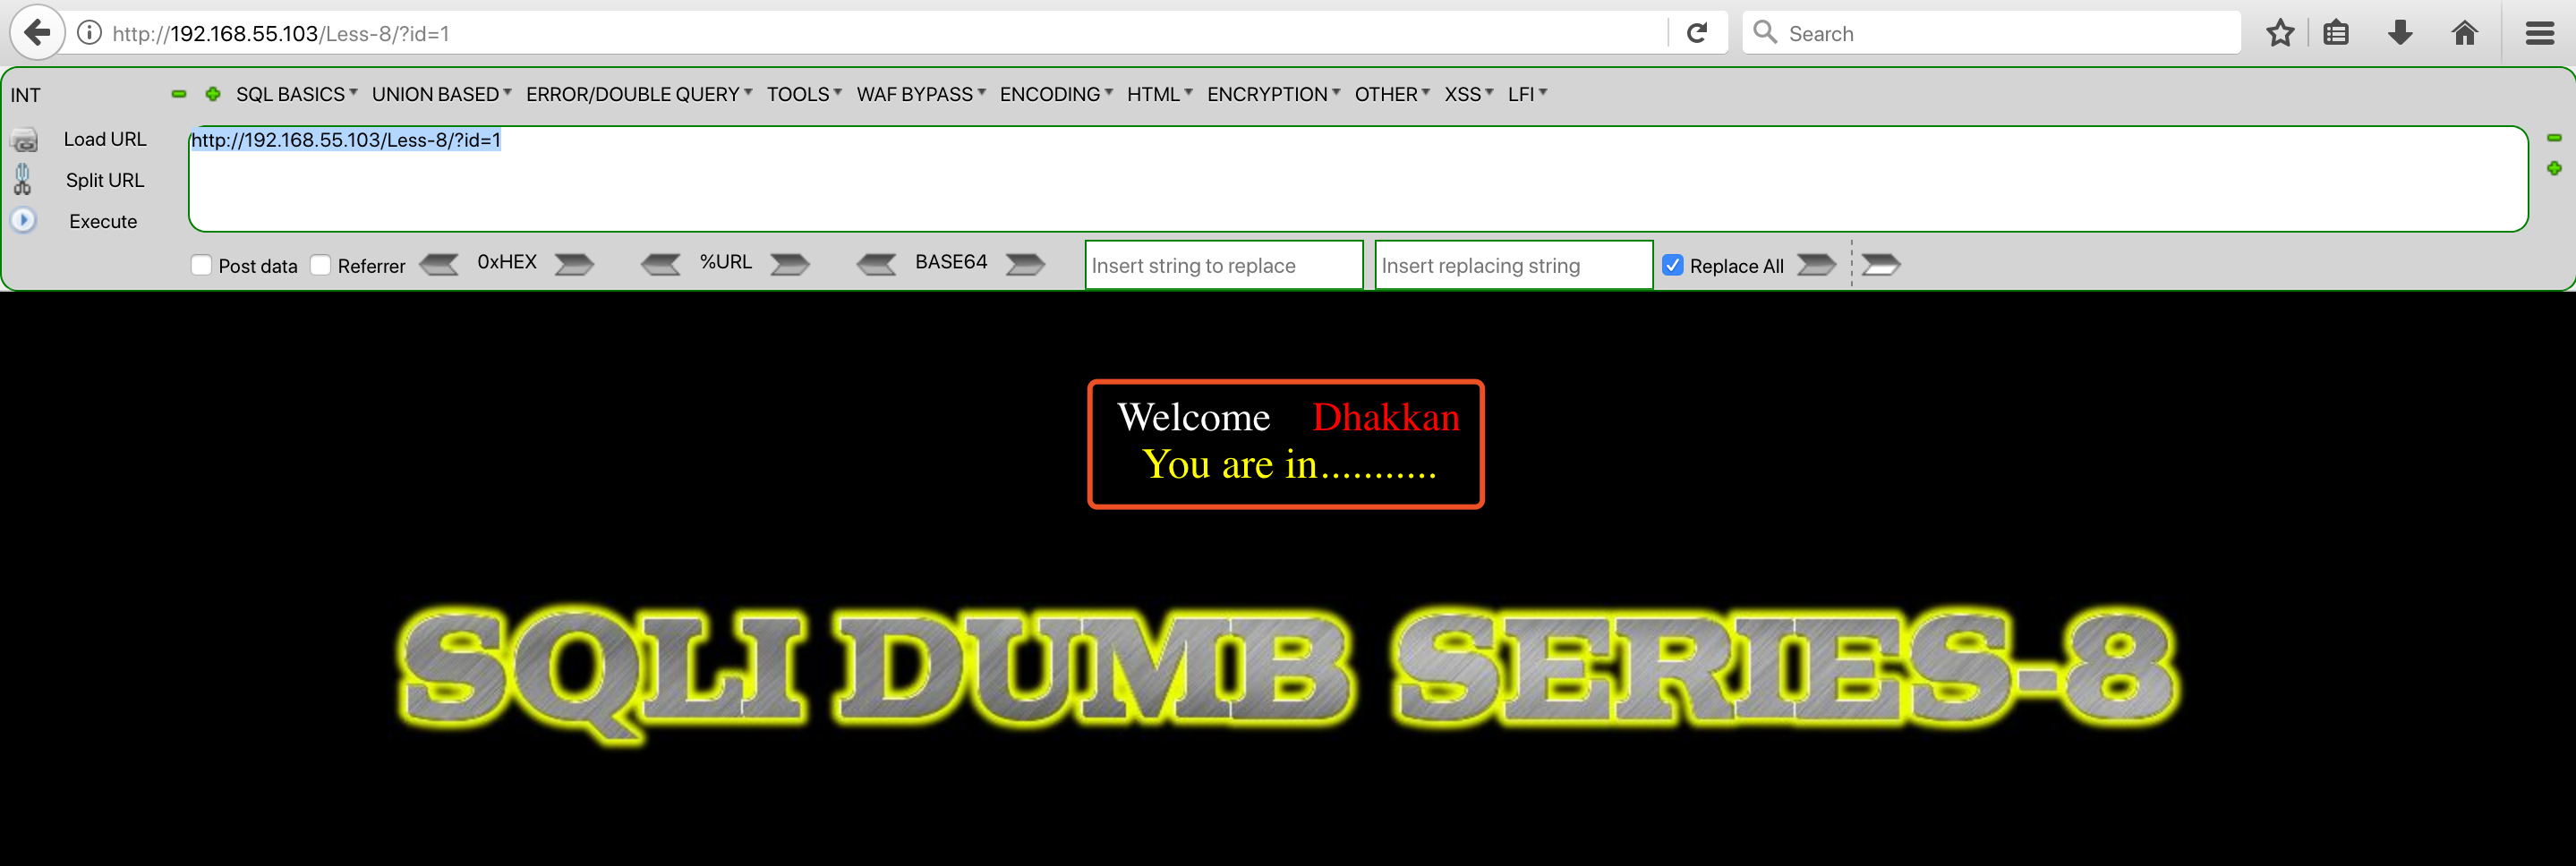 http://192.168.55.103/Less-8/?id=1 Search
INT SQL BASICS UNION BASED ERROR/DOUBLE QUERY TOOLS WAF BYPASS ENCODING HTML ENCRYPTION OTHER XSS LFI
Load URL http://192.168.55.103/Less-8/?id=1
Split URL
Execute
Post data Referrer 0xHEX %URL BASE64 Insert string to replace Insert replacing string Replace All
Welcome Dhakkan
You are in...........
SQLI DUMB SERIES-8